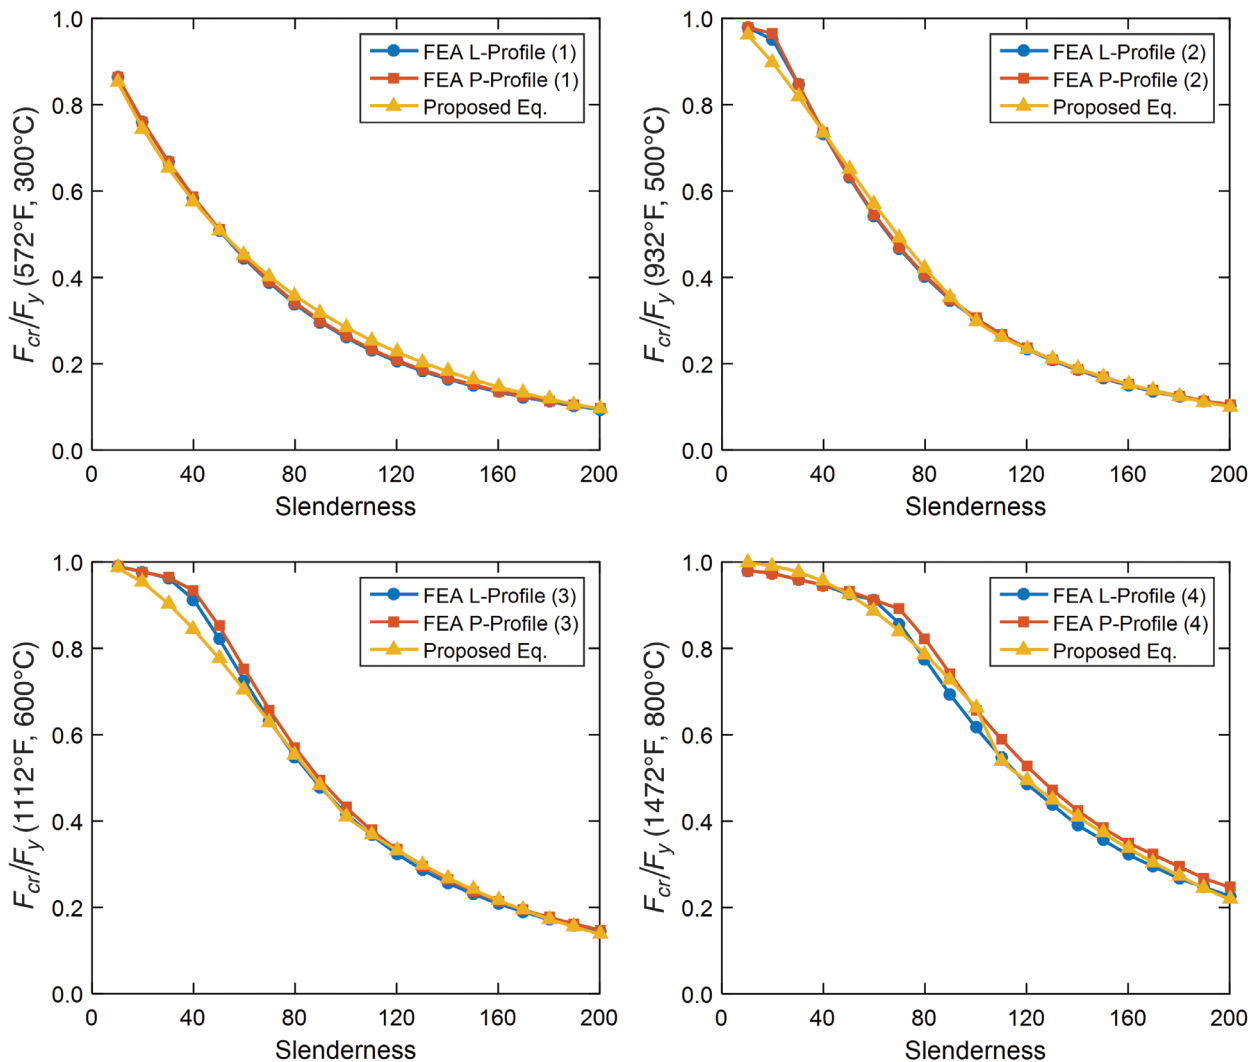 FEA L-Profile (1)
FEA P-Profile (1)
Proposed Eq.
Fcr/Fy (572°F, 300°C)
1.0
0.8
0.6
0.4
0.2
0.0
0 40 80 120 160 200
Slenderness
FEA L-Profile (2)
FEA P-Profile (2)
Proposed Eq.
Fcr/Fy (932°F, 500°C)
1.0
0.8
0.6
0.4
0.2
0.0
0 40 80 120 160 200
Slenderness
FEA L-Profile (3)
FEA P-Profile (3)
Proposed Eq.
Fcr/Fy (1112°F, 600°C)
1.0
0.8
0.6
0.4
0.2
0.0
0 40 80 120 160 200
Slenderness
FEA L-Profile (4)
FEA P-Profile (4)
Proposed Eq.
Fcr/Fy (1472°F, 800°C)
1.0
0.8
0.6
0.4
0.2
0.0
0 40 80 120 160 200
Slenderness